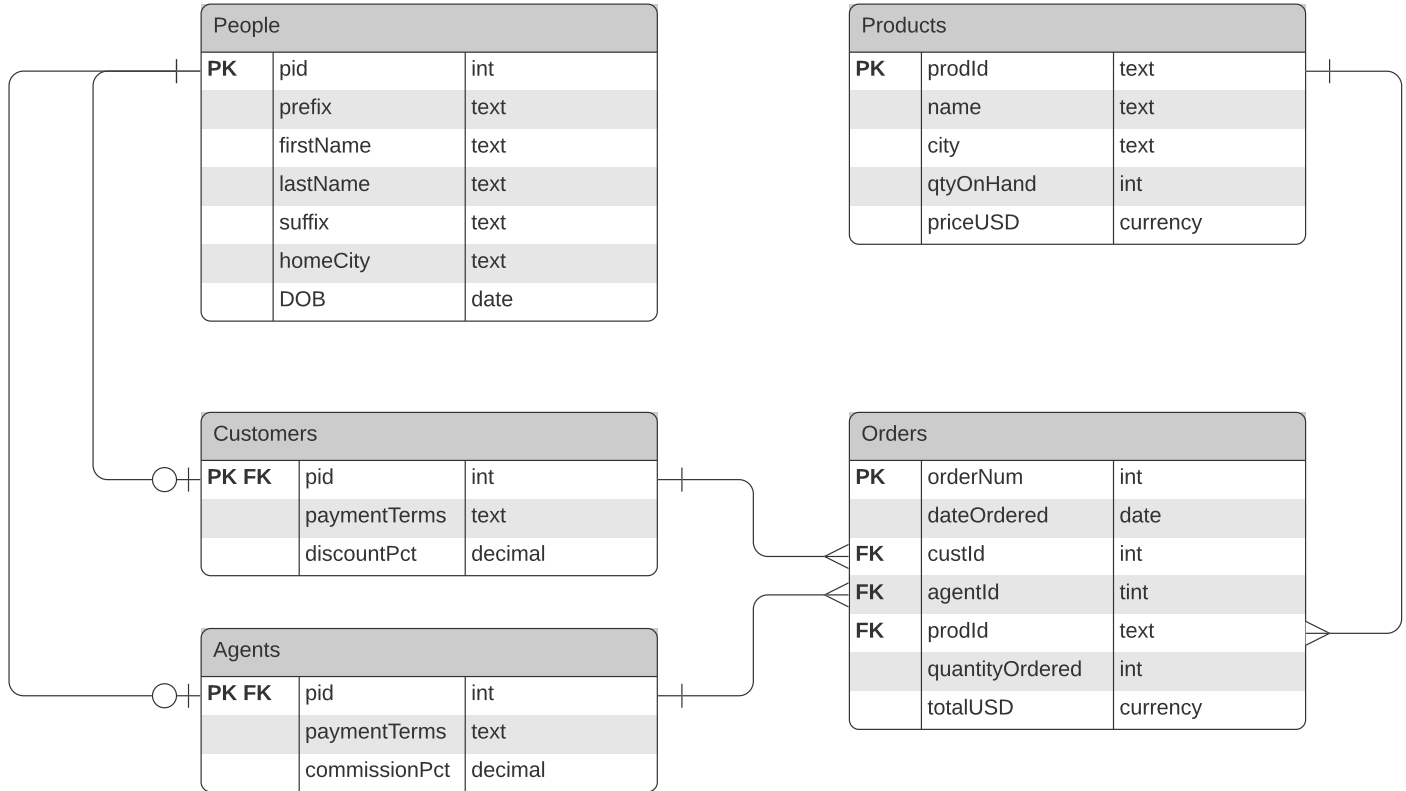 People
PK pid int
prefix text
firstName text
lastName text
suffix text
homeCity text
DOB date
Products
PK prodId text
name text
city text
qtyOnHand int
priceUSD currency
Customers
PK FK pid int
paymentTerms text
discountPct decimal
Orders
PK orderNum int
dateOrdered date
FK custId int
FK agentId tint
FK prodId text
quantityOrdered int
totalUSD currency
Agents
PK FK pid int
paymentTerms text
commissionPct decimal